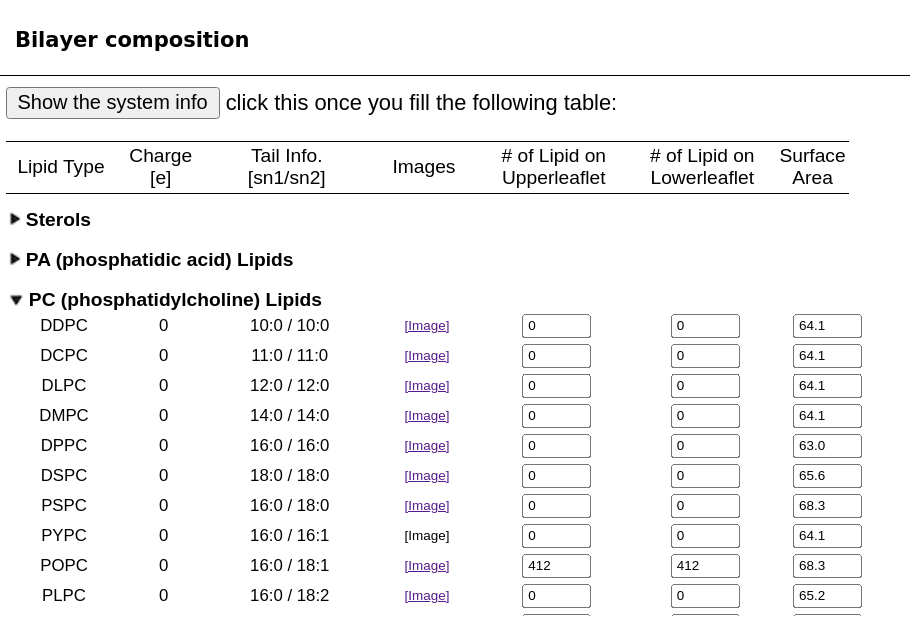 Bilayer composition
Show the system info click this once you fill the following table:
Lipid Type Charge [e] Tail Info. [sn1/sn2] Images # of Lipid on Upperleaflet # of Lipid on Lowerleaflet Surface Area
Sterols
PA (phosphatidic acid) Lipids
PC (phosphatidylcholine) Lipids
DDPC 0 10:0 / 10:0 [Image] 0 0 64.1
DCPC 0 11:0 / 11:0 [Image] 0 0 64.1
DLPC 0 12:0 / 12:0 [Image] 0 0 64.1
DMPC 0 14:0 / 14:0 [Image] 0 0 64.1
DPPC 0 16:0 / 16:0 [Image] 0 0 63.0
DSPC 0 18:0 / 18:0 [Image] 0 0 65.6
PSPC 0 16:0 / 18:0 [Image] 0 0 68.3
PYPC 0 16:0 / 16:1 [Image] 0 0 64.1
POPC 0 16:0 / 18:1 [Image] 412 412 68.3
PLPC 0 16:0 / 18:2 [Image] 0 0 65.2